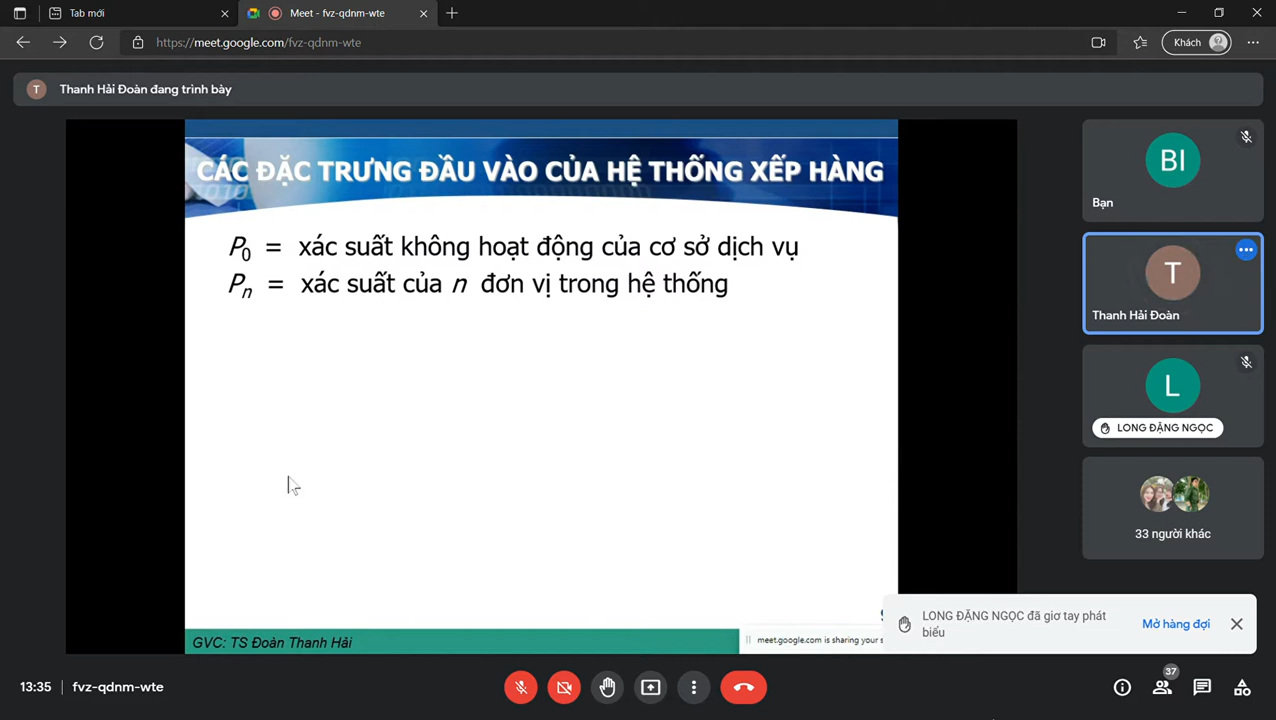 Tab mới
Meet - fvz-qdnm-wte
https://meet.google.com/fvz-qdnm-wte
Khách
T
Thanh Hải Đoàn đang trình bày
CÁC ĐẶC TRƯNG ĐẦU VÀO CỦA HỆ THỐNG XẾP HÀNG
P0 = xác suất không hoạt động của cơ sở dịch vụ
Pn = xác suất của n đơn vị trong hệ thống
GVC: TS Đoàn Thanh Hải
meet.google.com is sharing your s
BI
Bạn
T
Thanh Hải Đoàn
L
LONG ĐẶNG NGỌC
33 người khác
LONG ĐẶNG NGỌC đã giơ tay phát
biểu
Mở hàng đợi
13:35 | fvz-qdnm-wte
37